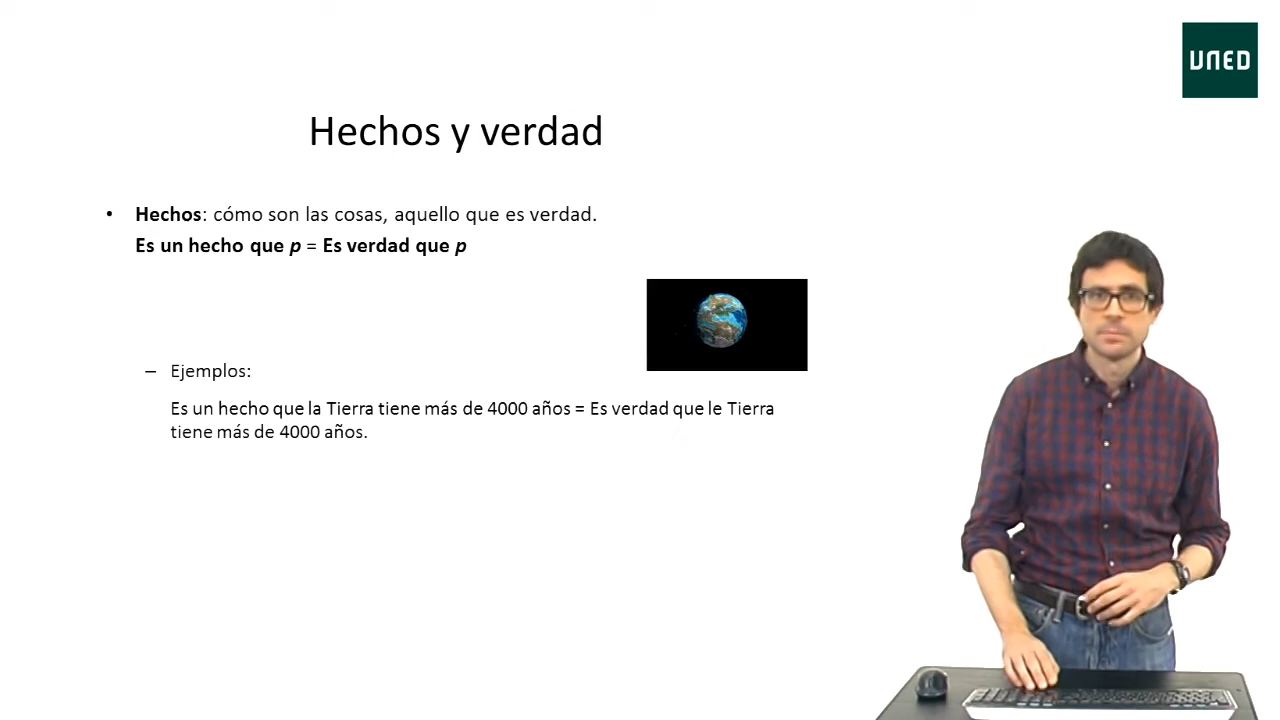 UNED
Hechos y verdad
• Hechos: cómo son las cosas, aquello que es verdad.
Es un hecho que p = Es verdad que p
– Ejemplos:
Es un hecho que la Tierra tiene más de 4000 años = Es verdad que le Tierra
tiene más de 4000 años.